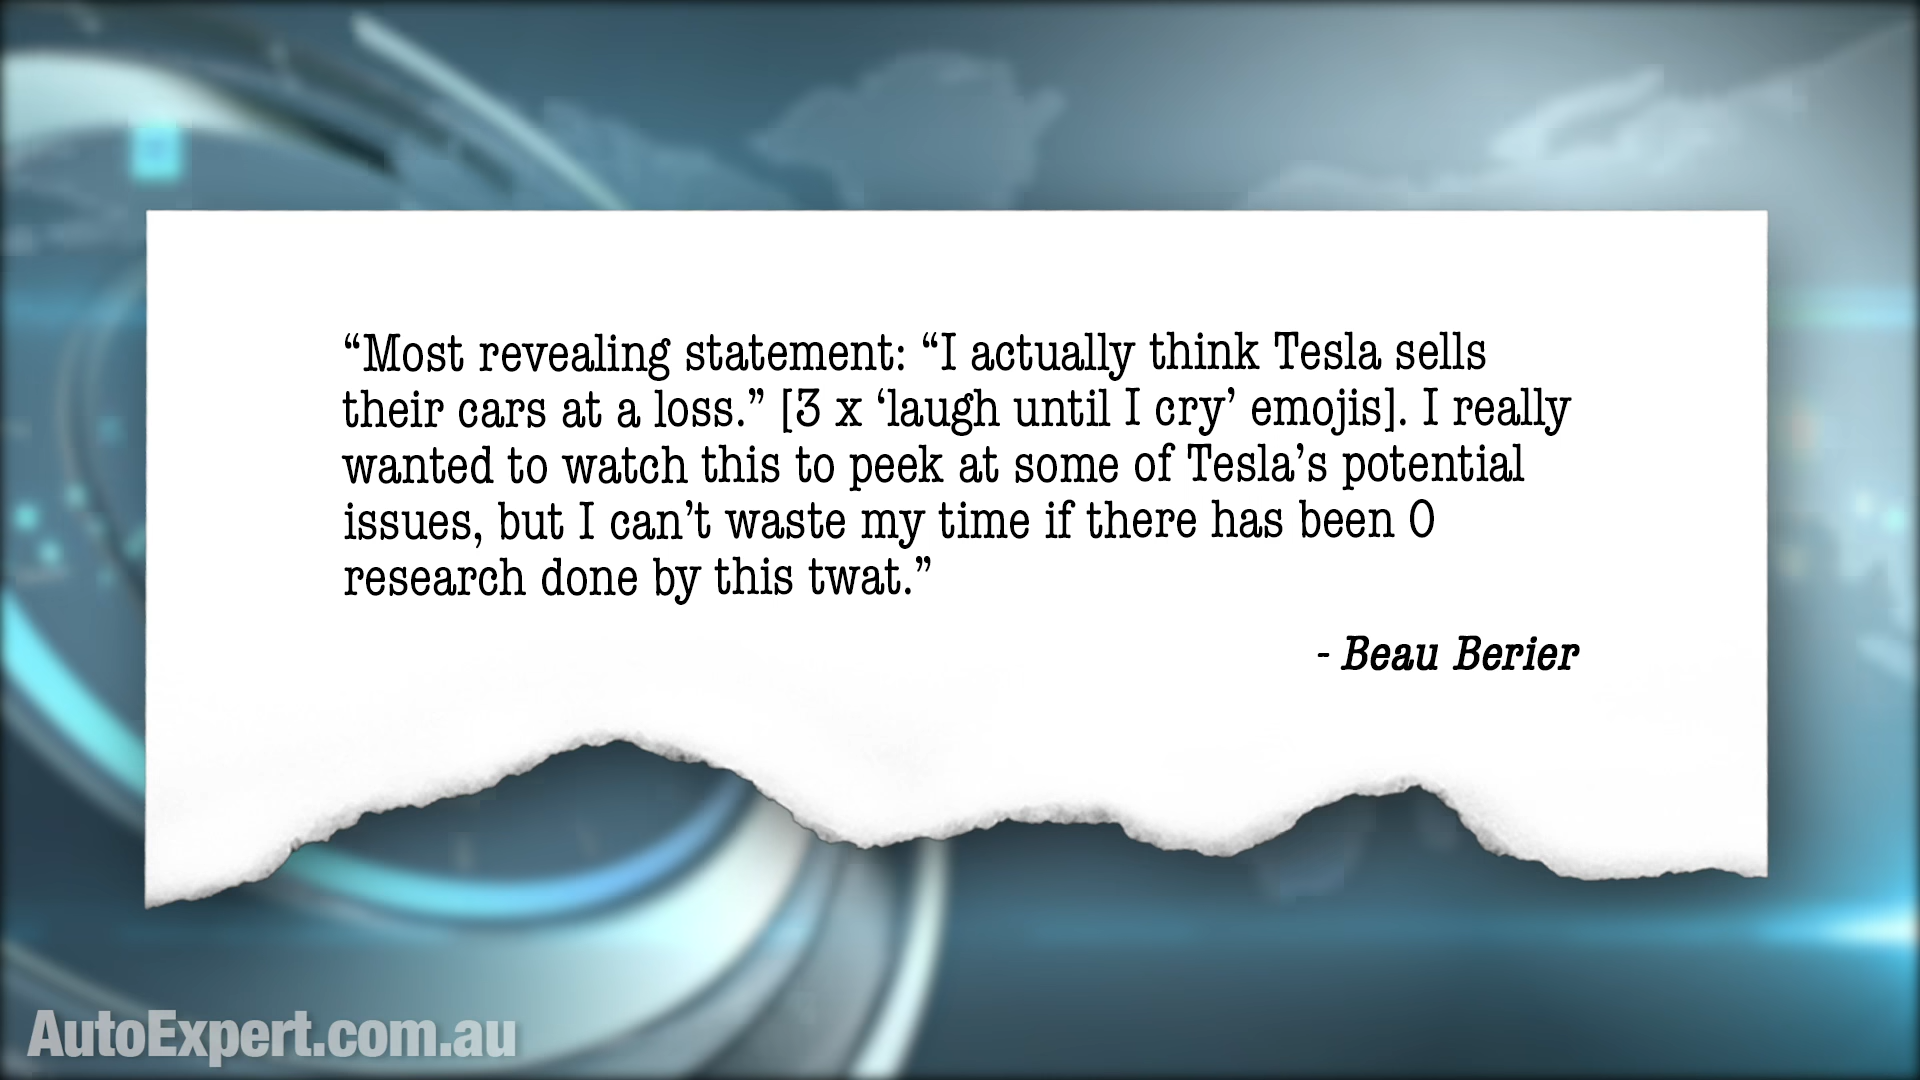 “Most revealing statement: “I actually think Tesla sells
their cars at a loss.” [3 x ‘laugh until I cry’ emojis]. I really
wanted to watch this to peek at some of Tesla’s potential
issues, but I can’t waste my time if there has been 0
research done by this twat.”
- Beau Berier
AutoExpert.com.au